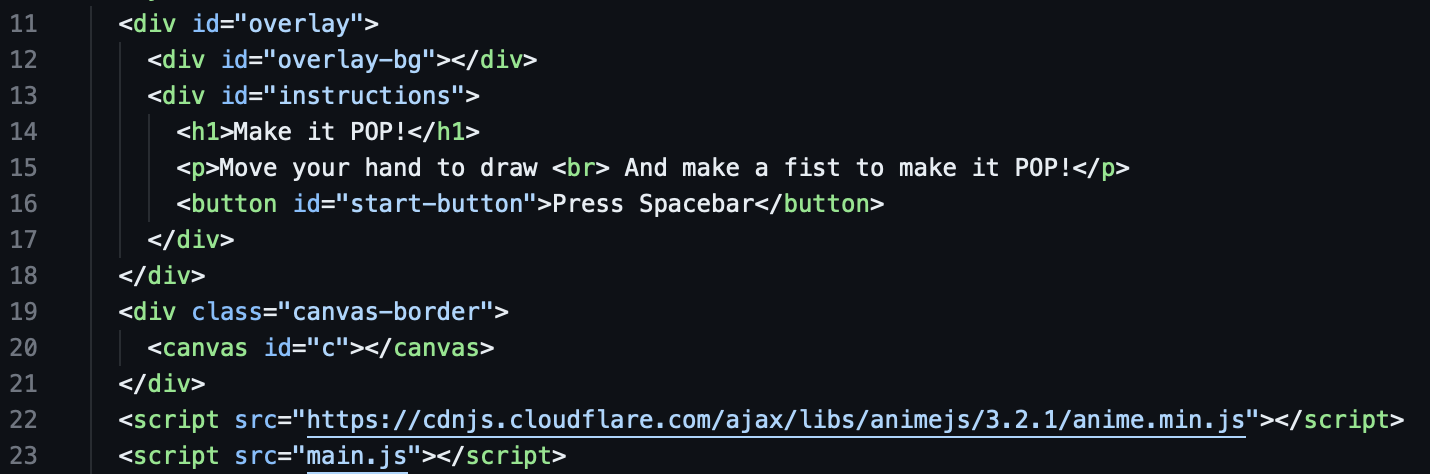 11 <div id="overlay">
12 <div id="overlay-bg"></div>
13 <div id="instructions">
14 <h1>Make it POP!</h1>
15 <p>Move your hand to draw <br> And make a fist to make it POP!</p>
16 <button id="start-button">Press Spacebar</button>
17 </div>
18 </div>
19 <div class="canvas-border">
20 <canvas id="c"></canvas>
21 </div>
22 <script src="https://cdnjs.cloudflare.com/ajax/libs/animejs/3.2.1/anime.min.js"></script>
23 <script src="main.js"></script>